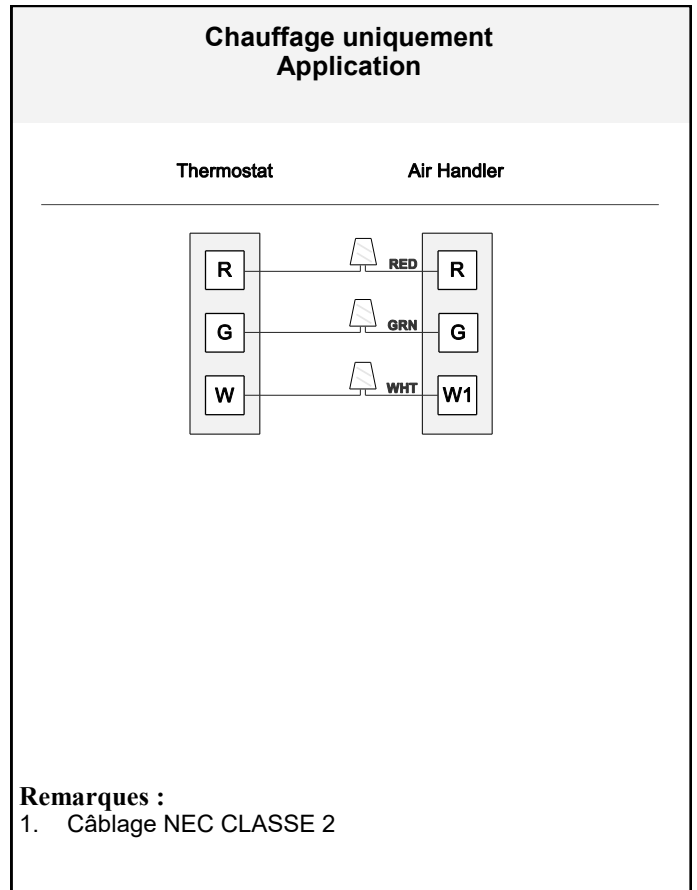 Chauffage uniquement
Application
Thermostat Air Handler
R RED R
G GRN G
W WHT W1
Remarques :
1. Câblage NEC CLASSE 2